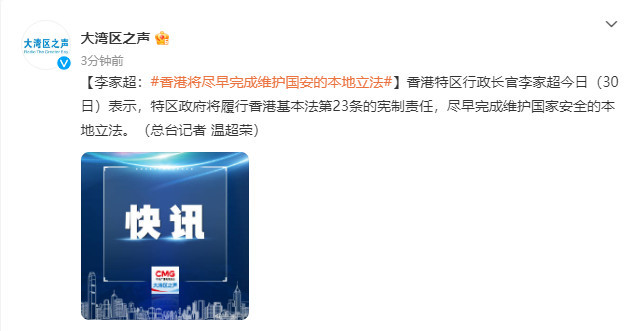 大湾区之声
大湾区之声
3分钟前
【李家超：#香港将尽早完成维护国安的本地立法#】香港特区行政长官李家超今日（30
日）表示，特区政府将履行香港基本法第23条的宪制责任，尽早完成维护国家安全的本
地立法。（总台记者 温超荣）
快讯
CMG
大湾区之声